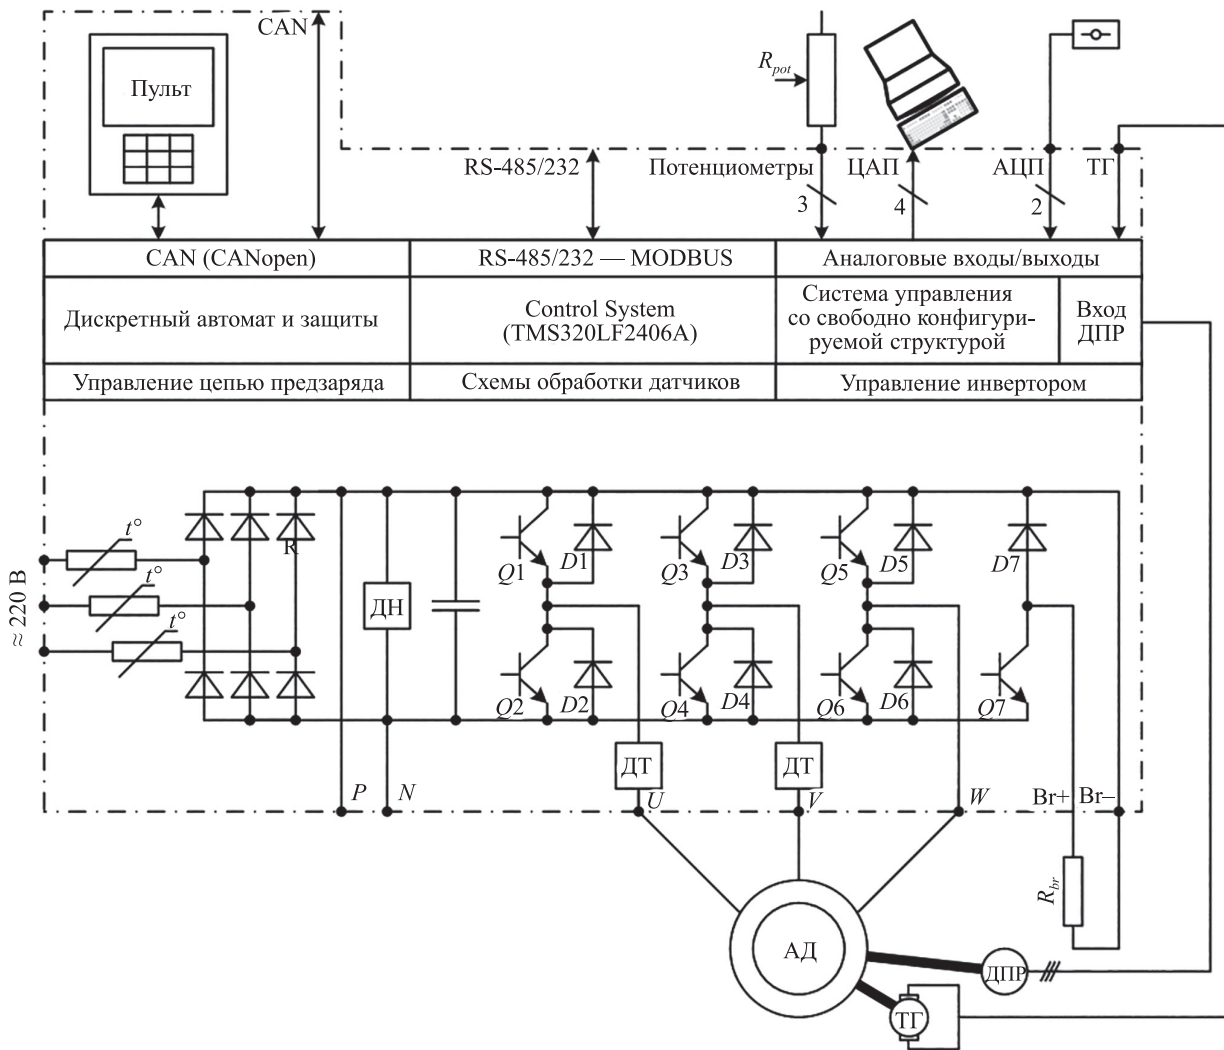 CAN
Пульт
R_pot
RS-485/232
Потенциометры
ЦАП
АЦП
ТГ
3
4
2
CAN (CANopen)
RS-485/232 — MODBUS
Аналоговые входы/выходы
Дискретный автомат и защиты
Control System
(TMS320LF2406A)
Система управления
со свободно конфигури-
руемой структурой
Вход
ДПР
Управление цепью предзаряда
Схемы обработки датчиков
Управление инвертором
≈ 220 В
t°
t°
t°
R
ДН
Q1
D1
Q3
D3
Q5
D5
D7
Q2
D2
Q4
D4
Q6
D6
Q7
ДТ
ДТ
P
N
U
V
W
Br+
Br–
R_br
АД
ДПР
ТГ